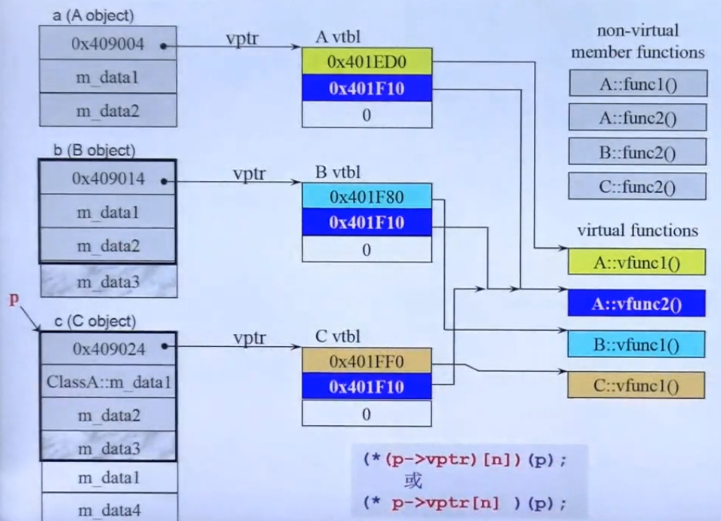 a (A object)
0x409004
m_data1
m_data2
vptr
A vtbl
0x401ED0
0x401F10
0
b (B object)
0x409014
m_data1
m_data2
m_data3
vptr
B vtbl
0x401F80
0x401F10
0
p
c (C object)
0x409024
ClassA::m_data1
m_data2
m_data3
m_data1
m_data4
vptr
C vtbl
0x401FF0
0x401F10
0
non-virtual
member functions
A::func1()
A::func2()
B::func2()
C::func2()
virtual functions
A::vfunc1()
A::vfunc2()
B::vfunc1()
C::vfunc1()
(*(p->vptr)[n])(p);
或
(* p->vptr[n] )(p);